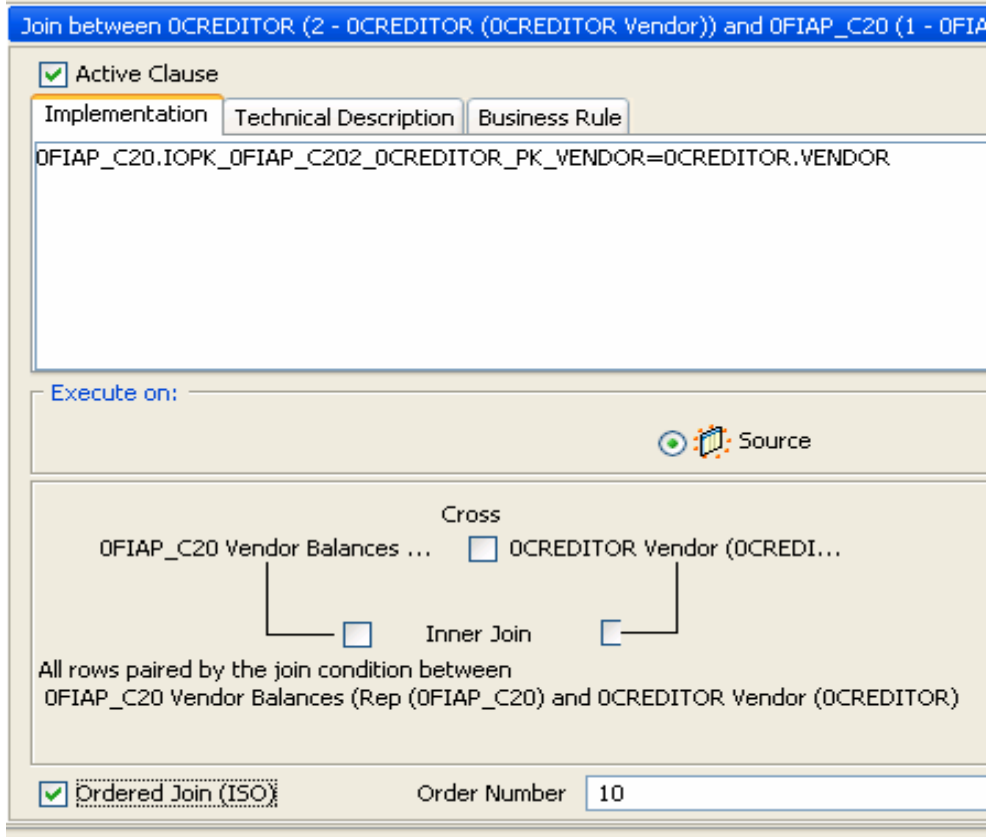 Join between 0CREDITOR (2 - 0CREDITOR (0CREDITOR Vendor)) and 0FIAP_C20 (1 - 0FIA
Active Clause
Implementation Technical Description Business Rule
0FIAP_C20.IOPK_0FIAP_C202_0CREDITOR_PK_VENDOR=0CREDITOR.VENDOR
Execute on:
Source
Cross
0FIAP_C20 Vendor Balances ... 0CREDITOR Vendor (0CREDI...
Inner Join
All rows paired by the join condition between
0FIAP_C20 Vendor Balances (Rep (0FIAP_C20) and 0CREDITOR Vendor (0CREDITOR)
Ordered Join (ISO) Order Number 10